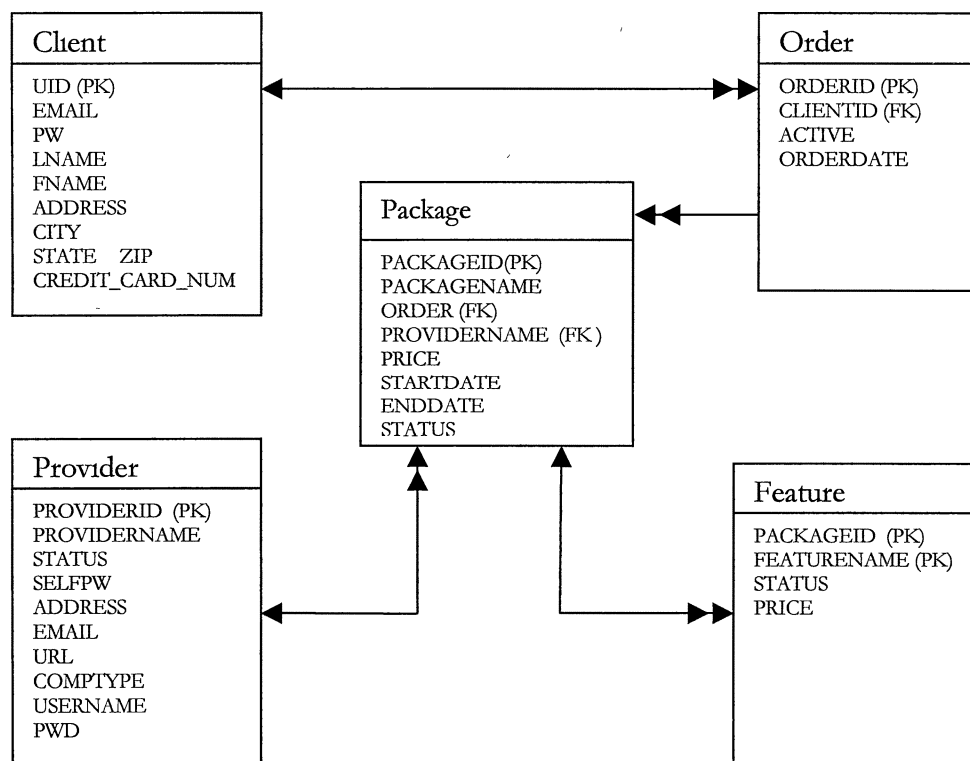 Client
UID (PK)
EMAIL
PW
LNAME
FNAME
ADDRESS
CITY
STATE ZIP
CREDIT_CARD_NUM
Order
ORDERID (PK)
CLIENTID (FK)
ACTIVE
ORDERDATE
Package
PACKAGEID(PK)
PACKAGENAME
ORDER (FK)
PROVIDERNAME (FK)
PRICE
STARTDATE
ENDDATE
STATUS
Provider
PROVIDERID (PK)
PROVIDERNAME
STATUS
SELFPW
ADDRESS
EMAIL
URL
COMPTYPE
USERNAME
PWD
Feature
PACKAGEID (PK)
FEATURENAME (PK)
STATUS
PRICE